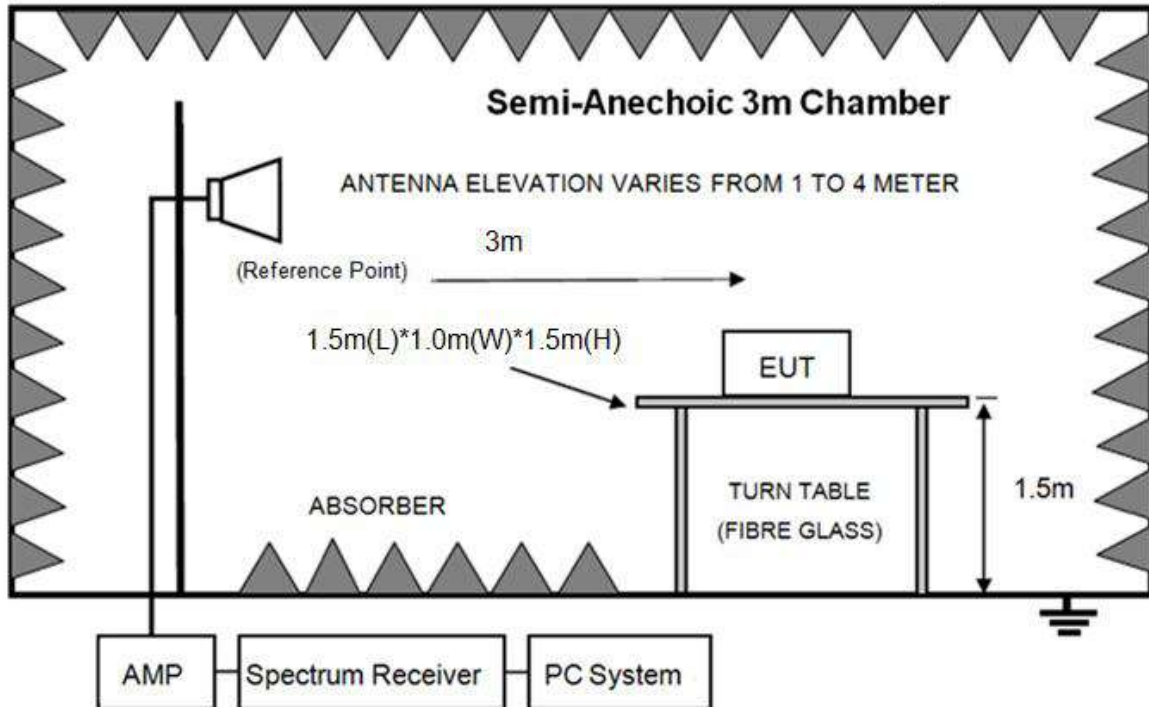 Semi-Anechoic 3m Chamber
ANTENNA ELEVATION VARIES FROM 1 TO 4 METER
3m
(Reference Point)
1.5m(L)*1.0m(W)*1.5m(H)
EUT
ABSORBER
TURN TABLE
(FIBRE GLASS)
1.5m
AMP
Spectrum Receiver
PC System